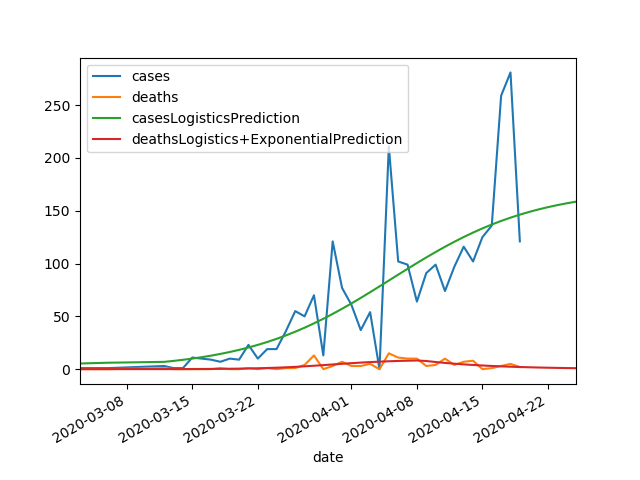 cases
deaths
casesLogisticsPrediction
deathsLogistics+ExponentialPrediction
250
200
150
100
50
0
2020-03-08
2020-03-15
2020-03-22
2020-04-01
2020-04-08
2020-04-15
2020-04-22
date